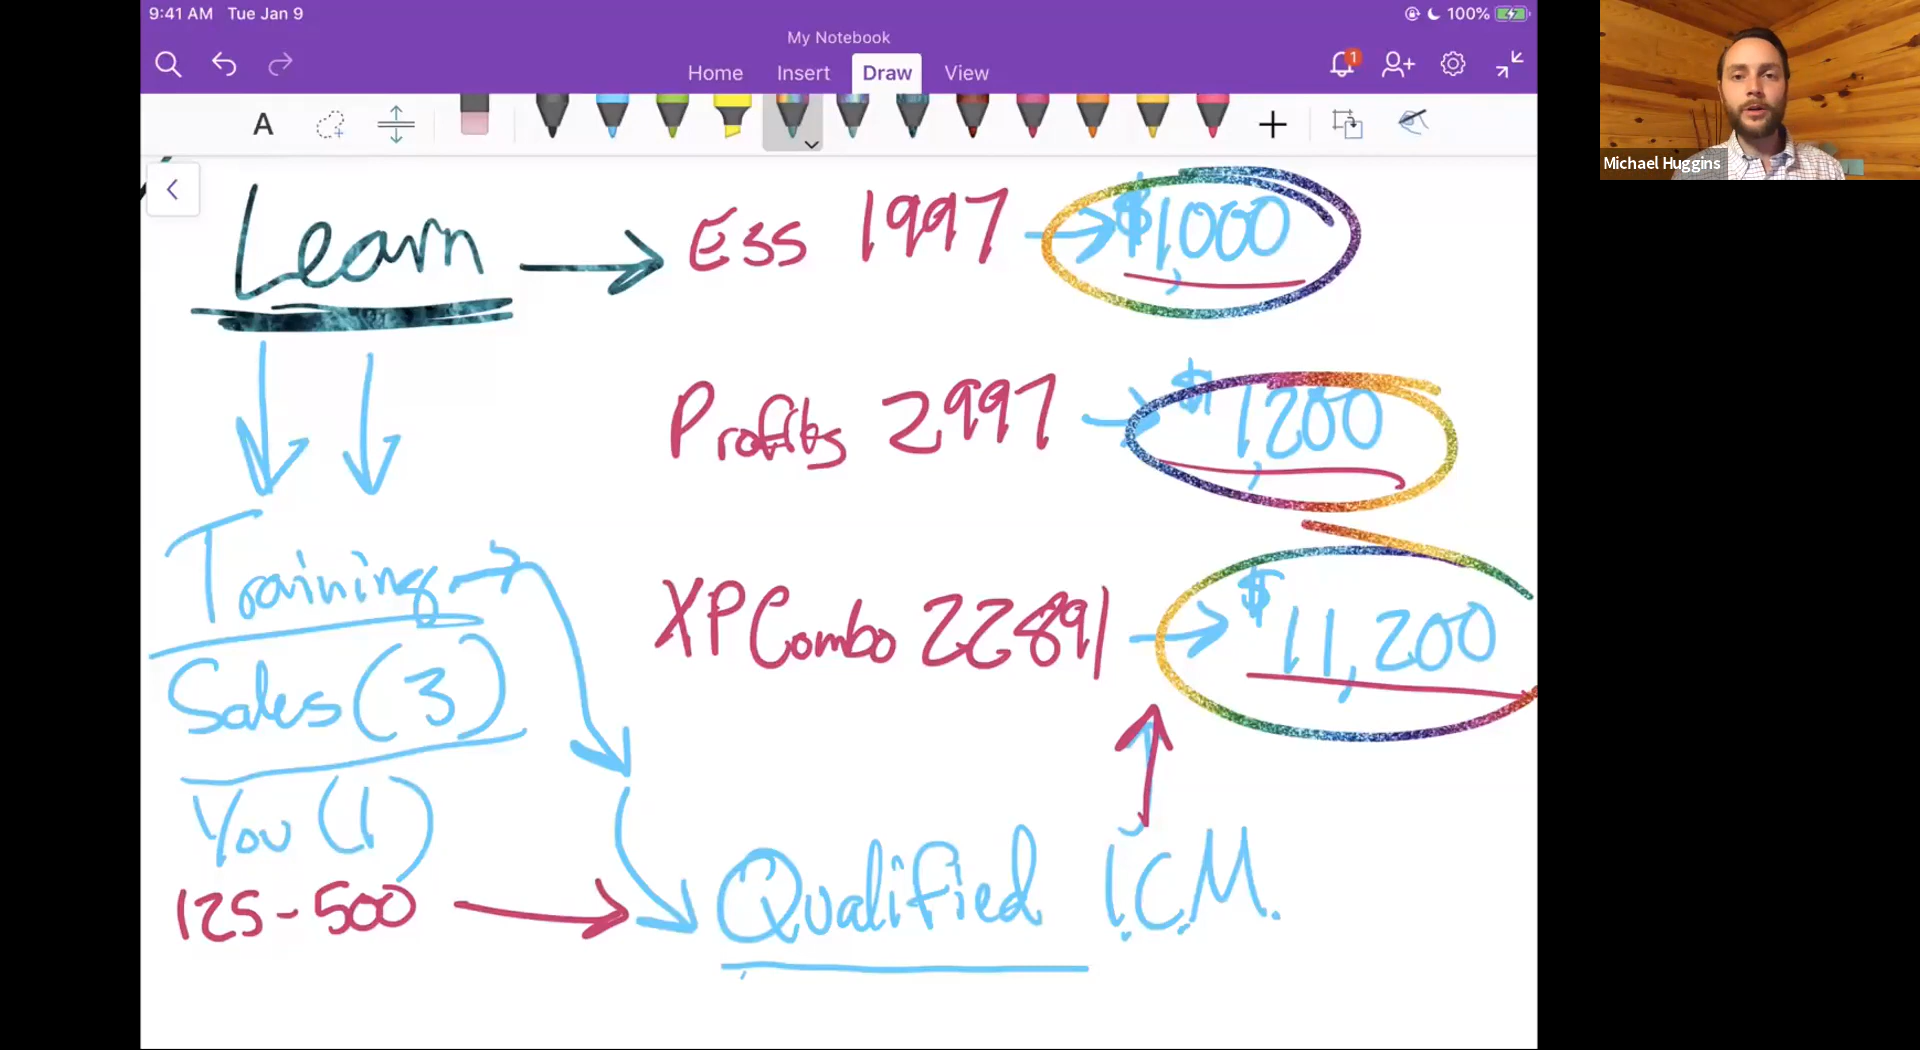 9:41 AM Tue Jan 9
100%
My Notebook
Home Insert Draw View
1
A
Michael Huggins
Learn
Ess 1997 $1,000
Profits 2997 $1,200
XP Combo 22891 $11,200
Training
Sales (3)
You (1)
125-500
Qualified I.C.M.